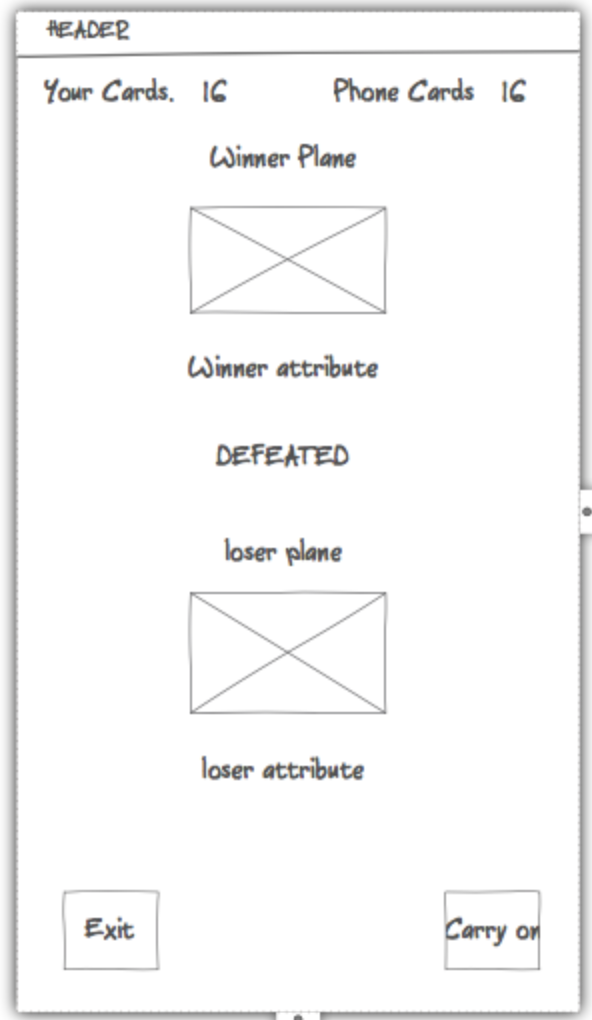 HEADER
Your Cards. 16 Phone Cards 16
Winner Plane
Winner attribute
DEFEATED
loser plane
loser attribute
Exit Carry on